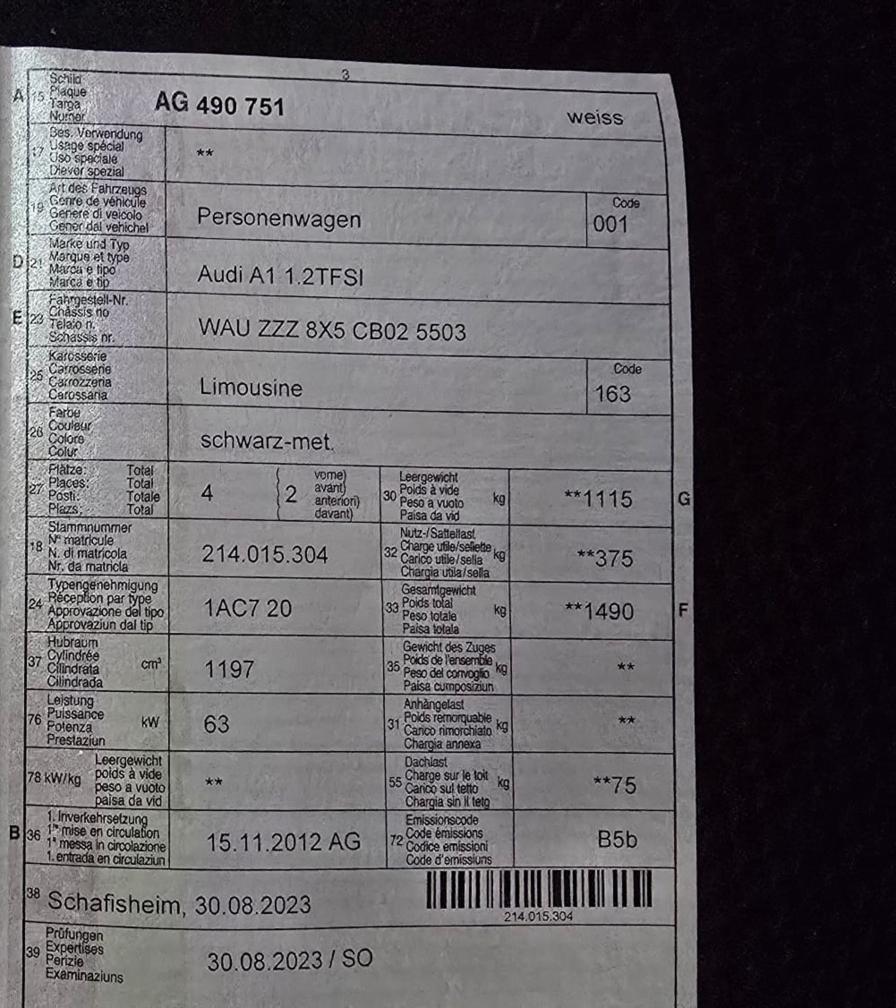 3
A 15 Schild
Plaque
Targa
Numer
AG 490 751 weiss
17 Bes. Verwendung
Usage spécial
Uso speciale
Diever spezial
**
19 Art des Fahrzeugs
Genre de véhicule
Genere di veicolo
Gener dal vehichel
Personenwagen
Code
001
D 21 Marke und Typ
Marque et type
Marca e tipo
Marca e tip
Audi A1 1.2TFSI
E 23 Fahrgestell-Nr.
Châssis no
Telaio n.
Schassis nr.
WAU ZZZ 8X5 CB02 5503
25 Karosserie
Carrosserie
Carrozzeria
Carossaria
Limousine
Code
163
26 Farbe
Couleur
Colore
Colur
schwarz-met.
27 Plätze: Total
Places: Total
Posti: Totale
Plazs: Total
4 (2 vorne)
avant)
anteriori)
davant)
30 Leergewicht
Poids à vide
Peso a vuoto
Paisa da vid
kg
**1115 G
18 Stammnummer
N° matricule
N. di matricola
Nr. da matricla
214.015.304
32 Nutz-/Sattellast
Charge utile/sellette
Carico utile/sella
Chargia utila/sella
kg
**375
24 Typengenehmigung
Réception par type
Approvazione del tipo
Approvaziun dal tip
1AC7 20
33 Gesamtgewicht
Poids total
Peso totale
Paisa totala
kg
**1490 F
37 Hubraum
Cylindrée
Cilindrata
Cilindrada
cm³
1197
35 Gewicht des Zuges
Poids de l'ensemble
Peso del convoglio
Paisa cumposiziun
kg
**
76 Leistung
Puissance
Potenza
Prestaziun
kW
63
31 Anhängelast
Poids remorquable
Carico rimorchiato
Chargia annexa
kg
**
78 kW/kg Leergewicht
poids à vide
peso a vuoto
paisa da vid
**
55 Dachlast
Charge sur le toit
Carico sul tetto
Chargia sin il tetg
kg
**75
B 36 1. Inverkehrsetzung
1re mise en circulation
1a messa in circolazione
1. entrada en circulaziun
15.11.2012 AG
72 Emissionscode
Code émissions
Codice emissioni
Code d'emissiuns
B5b
38 Schafisheim, 30.08.2023
214.015.304
39 Prüfungen
Expertises
Perizie
Examinaziuns
30.08.2023 / SO